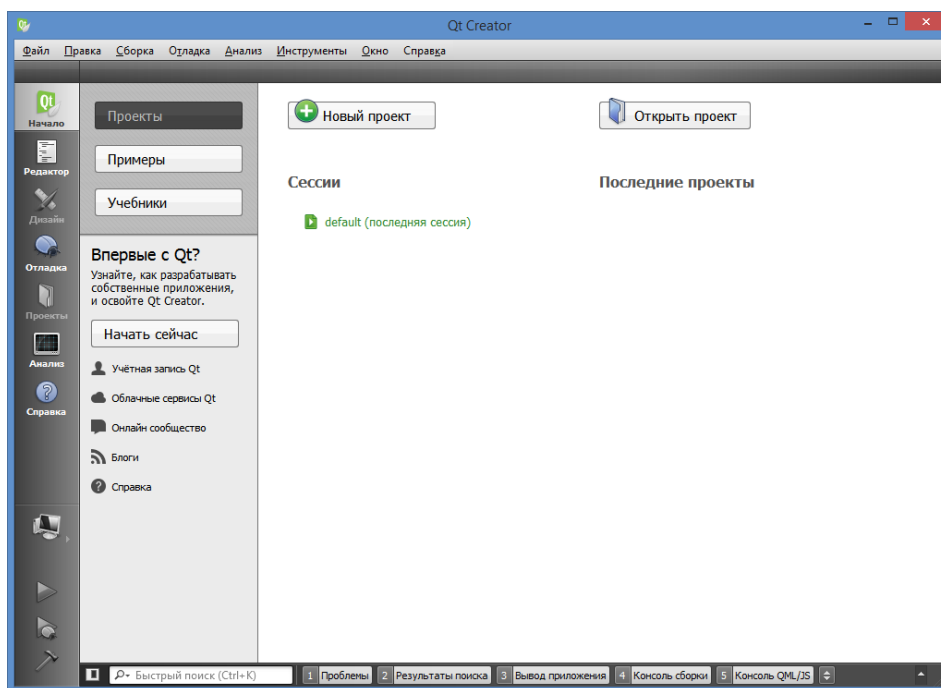 Qt Creator
Файл Правка Сборка Отладка Анализ Инструменты Окно Справка
Qt
Начало
Редактор
Дизайн
Отладка
Проекты
Анализ
Справка
Проекты
Примеры
Учебники
Впервые с Qt?
Узнайте, как разрабатывать
собственные приложения,
и освойте Qt Creator.
Начать сейчас
Учётная запись Qt
Облачные сервисы Qt
Онлайн сообщество
Блоги
Справка
Новый проект
Открыть проект
Сессии
Последние проекты
default (последняя сессия)
Быстрый поиск (Ctrl+K)
1 Проблемы 2 Результаты поиска 3 Вывод приложения 4 Консоль сборки 5 Консоль QML/JS